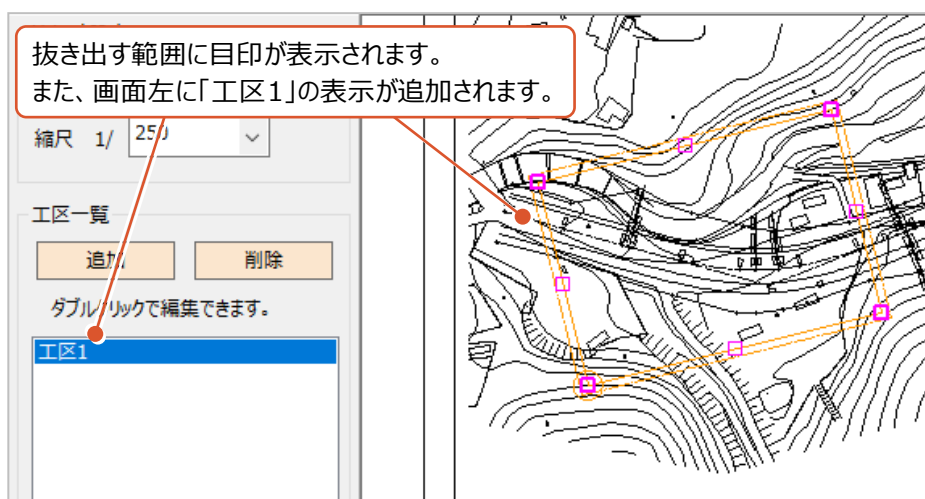 抜き出す範囲に目印が表示されます。
また、画面左に「工区1」の表示が追加されます。
縮尺 1/ 250
工区一覧
追加 削除
ダブルクリックで編集できます。
工区1